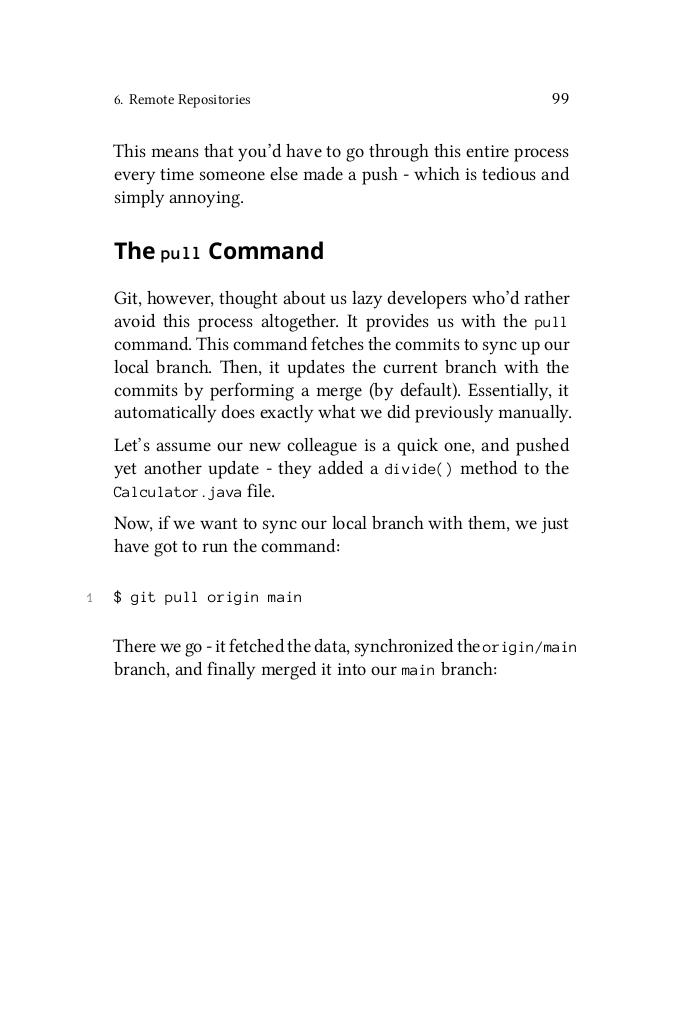 6. Remote Repositories 99
This means that you'd have to go through this entire process
every time someone else made a push - which is tedious and
simply annoying.
The pull Command
Git, however, thought about us lazy developers who'd rather
avoid this process altogether. It provides us with the pull
command. This command fetches the commits to sync up our
local branch. Then, it updates the current branch with the
commits by performing a merge (by default). Essentially, it
automatically does exactly what we did previously manually.
Let's assume our new colleague is a quick one, and pushed
yet another update - they added a divide() method to the
Calculator.java file.
Now, if we want to sync our local branch with them, we just
have got to run the command:
1 $ git pull origin main
There we go - it fetched the data, synchronized the origin/main
branch, and finally merged it into our main branch: